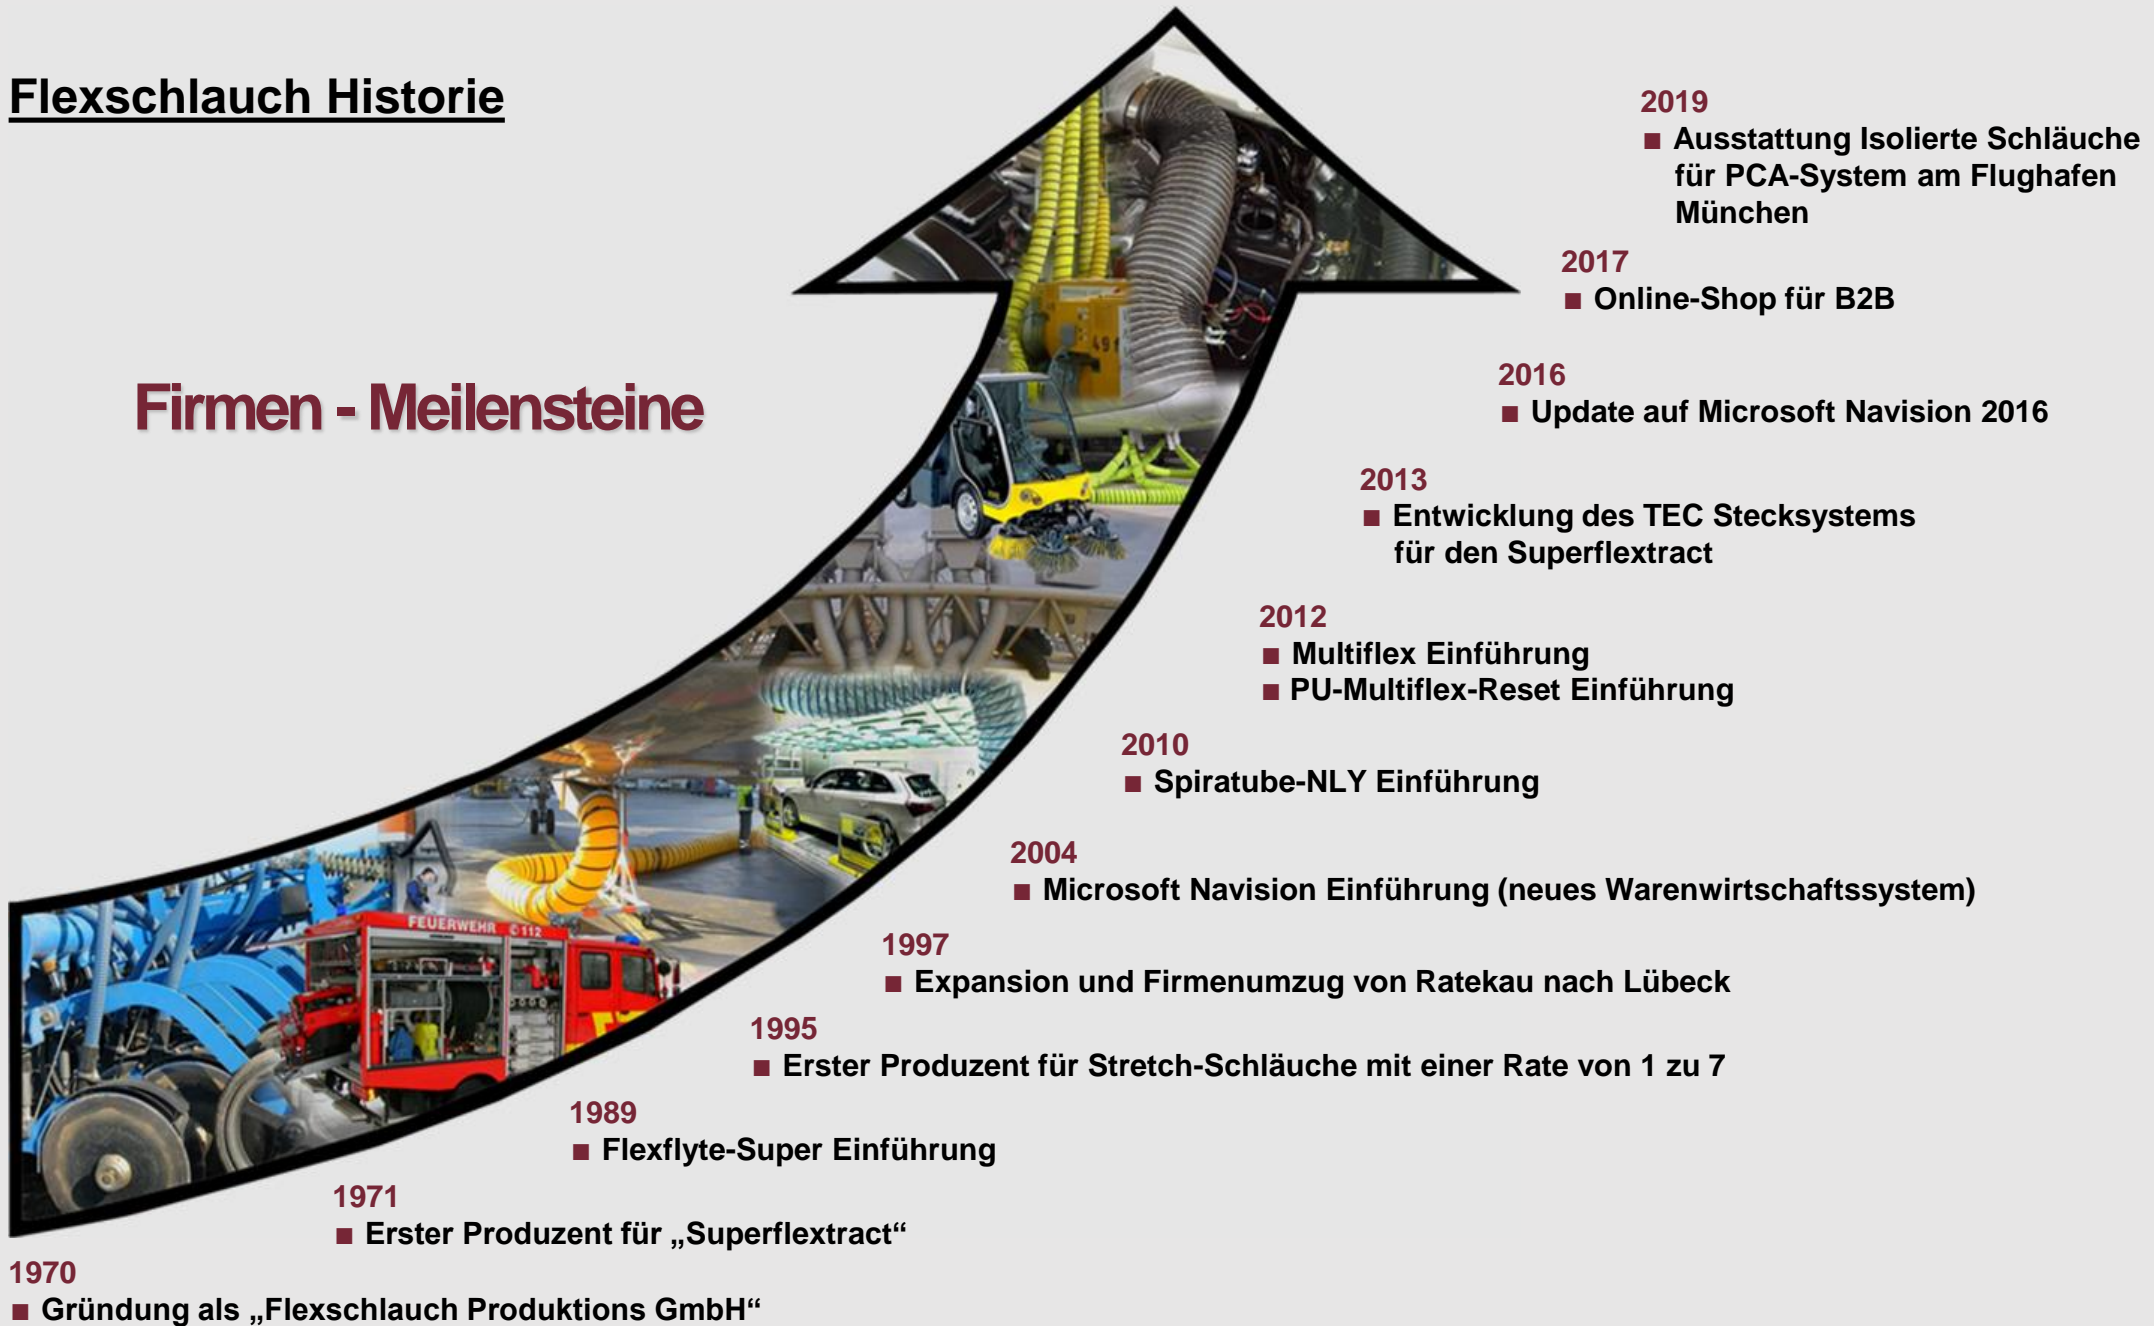 Flexschlauch Historie
Firmen - Meilensteine
2019
■ Ausstattung Isolierte Schläuche
für PCA-System am Flughafen
München
2017
■ Online-Shop für B2B
2016
■ Update auf Microsoft Navision 2016
2013
■ Entwicklung des TEC Stecksystems
für den Superflextract
2012
■ Multiflex Einführung
■ PU-Multiflex-Reset Einführung
2010
■ Spiratube-NLY Einführung
2004
■ Microsoft Navision Einführung (neues Warenwirtschaftssystem)
1997
■ Expansion und Firmenumzug von Ratekau nach Lübeck
1995
■ Erster Produzent für Stretch-Schläuche mit einer Rate von 1 zu 7
1989
■ Flexflyte-Super Einführung
1971
■ Erster Produzent für „Superflextract“
1970
■ Gründung als „Flexschlauch Produktions GmbH“
FEUERWEHR ✆ 112